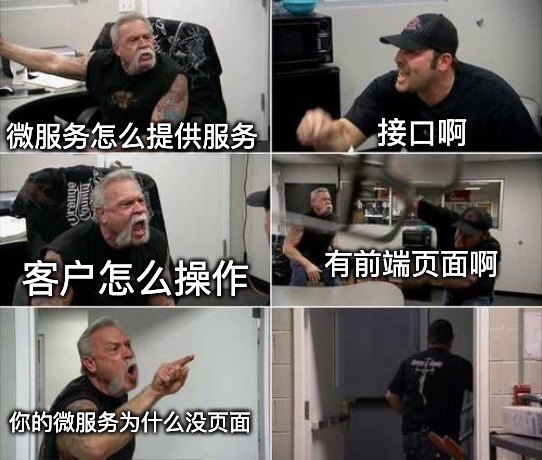 微服务怎么提供服务
接口啊
客户怎么操作
有前端页面啊
你的微服务为什么没页面